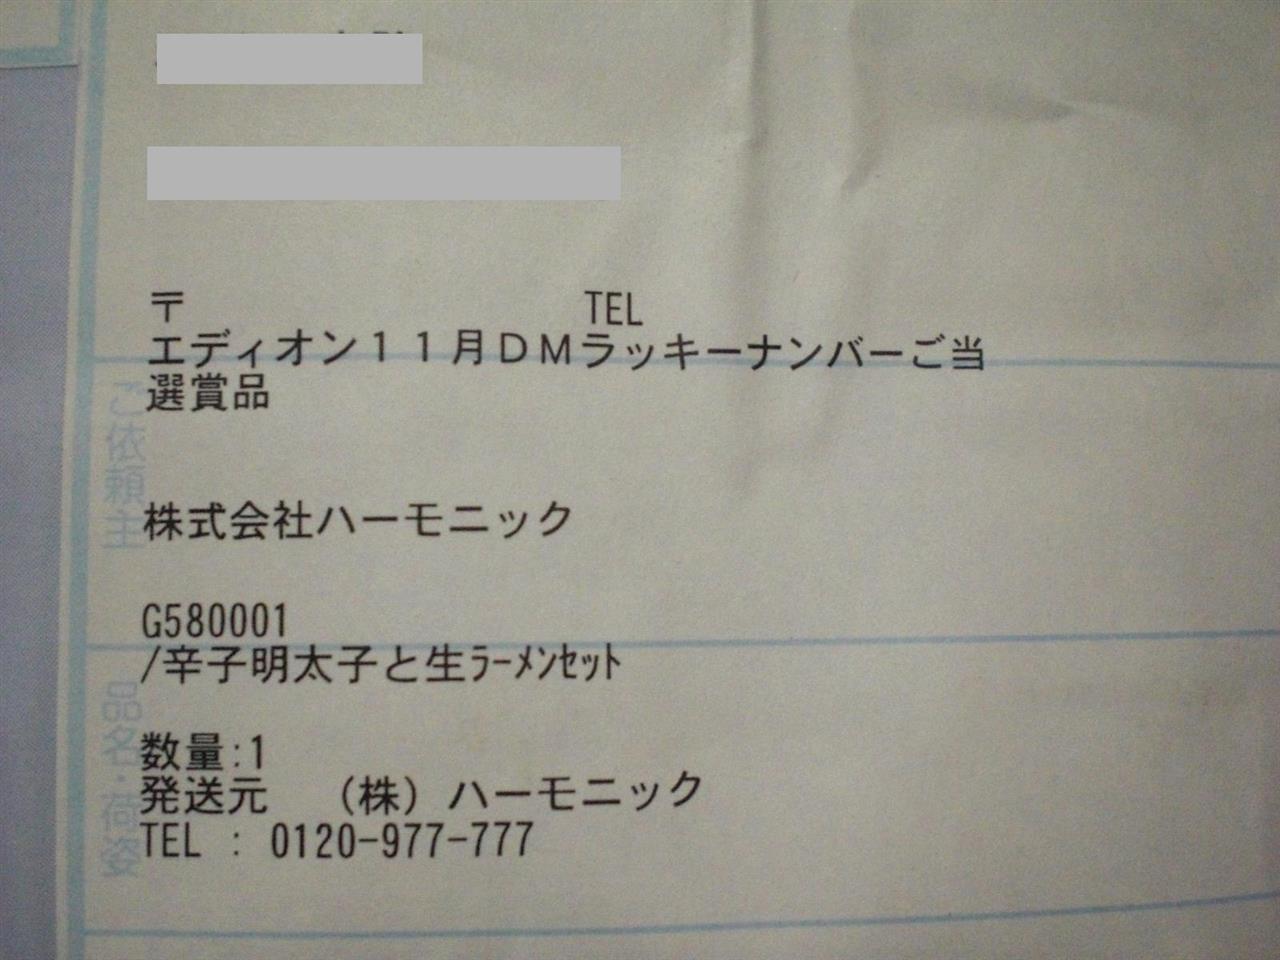 〒 TEL
エディオン１１月ＤＭラッキーナンバーご当
選賞品
ご依頼主
株式会社ハーモニック
G580001
/辛子明太子と生ﾗｰﾒﾝｾｯﾄ
品名・荷姿
数量:1
発送元 （株）ハーモニック
TEL : 0120-977-777